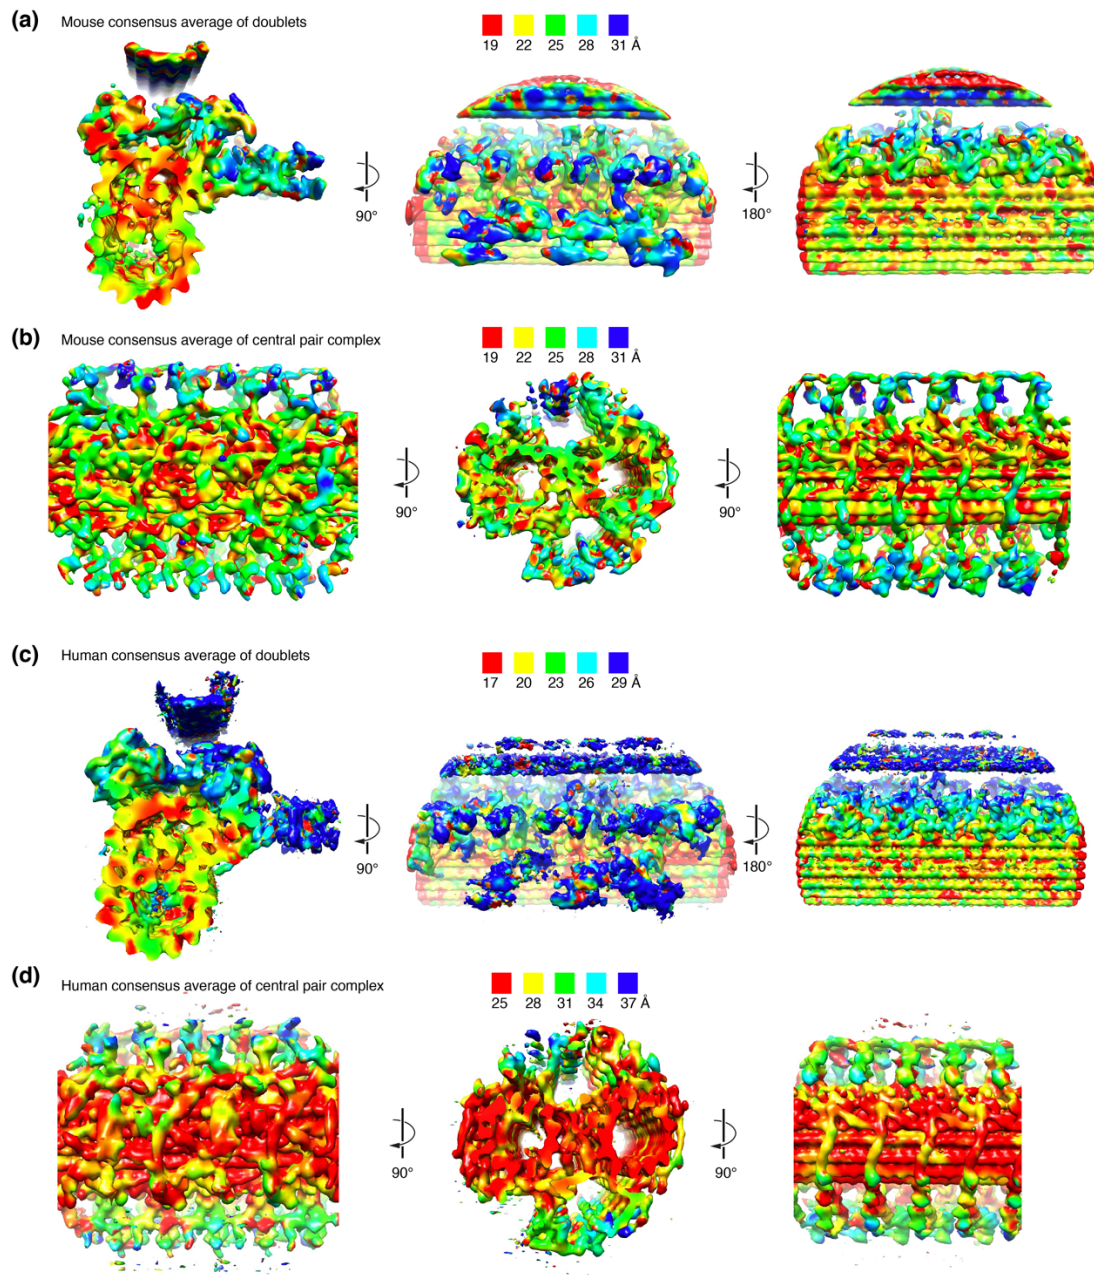 (a) Mouse consensus average of doublets
19 22 25 28 31 Å
90°
180°
(b) Mouse consensus average of central pair complex
19 22 25 28 31 Å
90°
90°
(c) Human consensus average of doublets
17 20 23 26 29 Å
90°
180°
(d) Human consensus average of central pair complex
25 28 31 34 37 Å
90°
90°